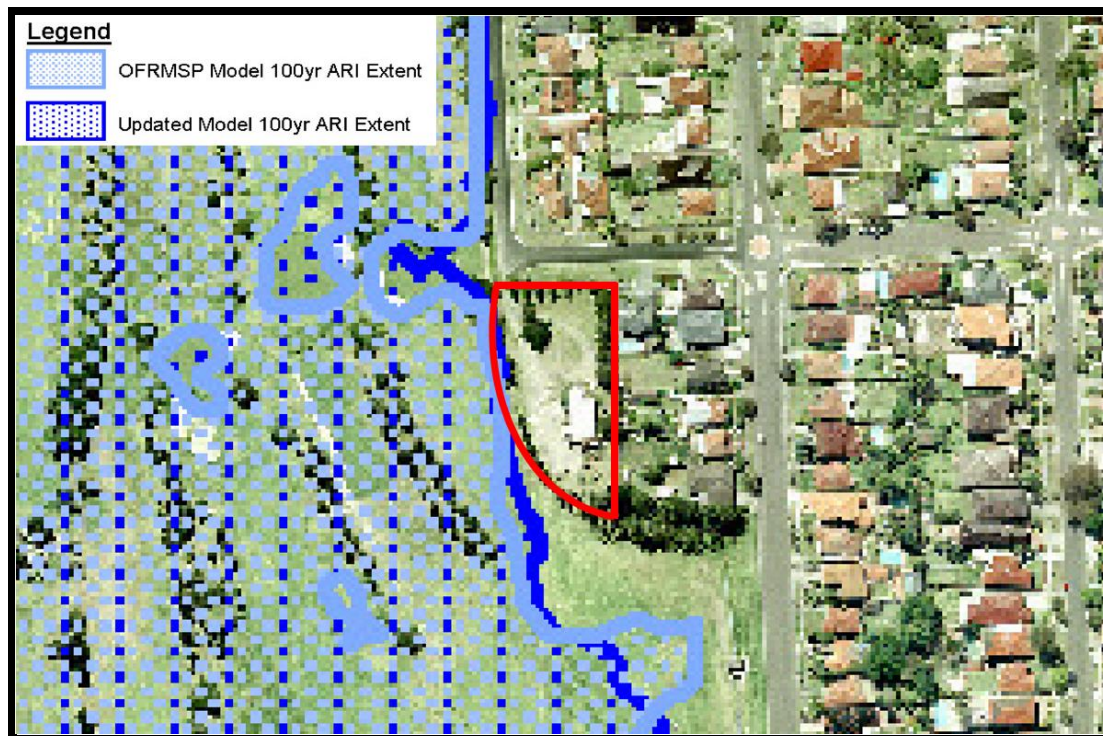 Legend
OFRMSP Model 100yr ARI Extent
Updated Model 100yr ARI Extent